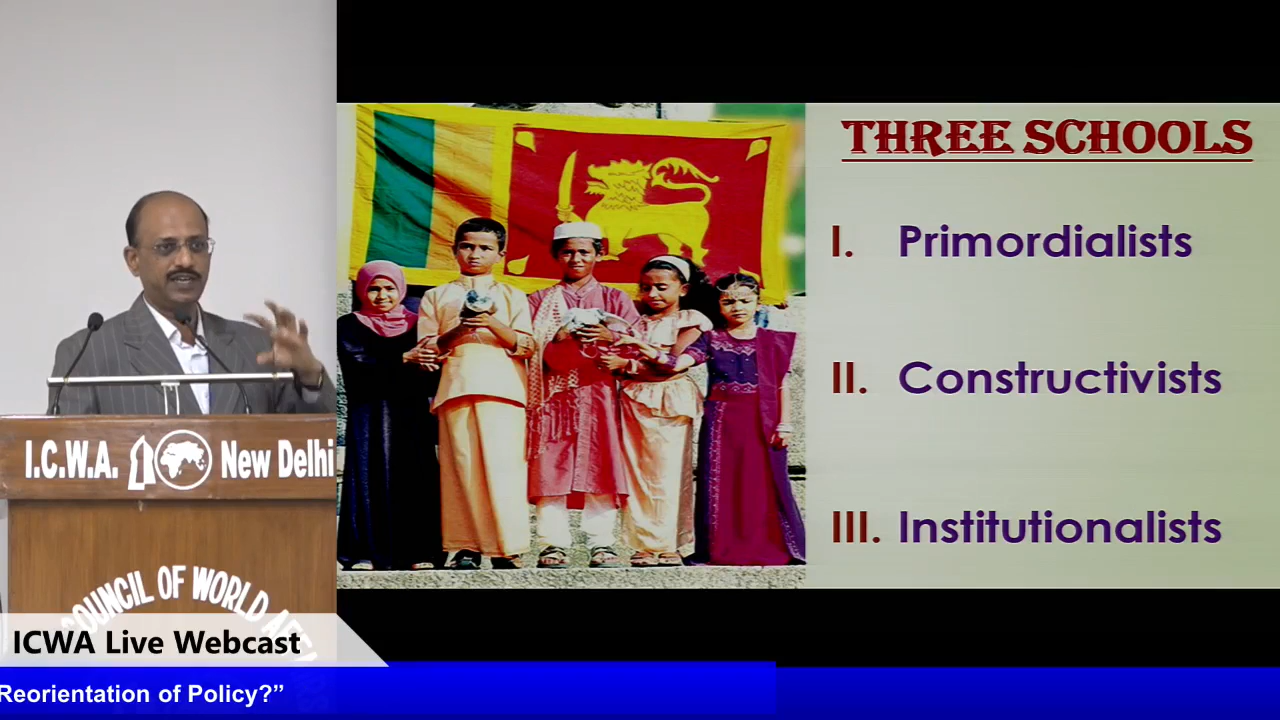 THREE SCHOOLS
I. Primordialists
II. Constructivists
III. Institutionalists
I.C.W.A. New Delhi
COUNCIL OF WORLD
ICWA Live Webcast
Reorientation of Policy?”